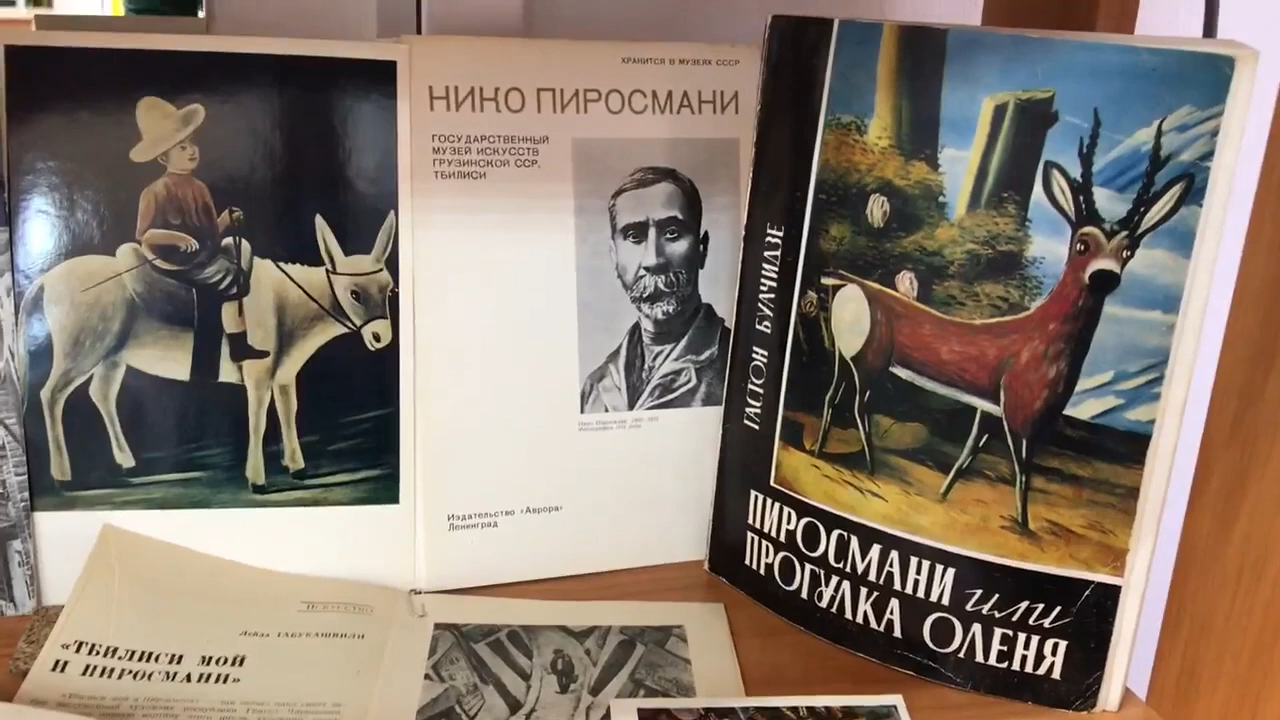 ХРАНИТСЯ В МУЗЕЯХ СССР
НИКО ПИРОСМАНИ
ГОСУДАРСТВЕННЫЙ
МУЗЕЙ ИСКУССТВ
ГРУЗИНСКОЙ ССР.
ТБИЛИСИ
Издательство «Аврора»
Ленинград
ГАСТОН БУАЧИДЗЕ
ПИРОСМАНИ или
ПРОГУЛКА ОЛЕНЯ
Искусство
Лейла ТАБУКАШВИЛИ
«ТБИЛИСИ МОЙ
И ПИРОСМАНИ»